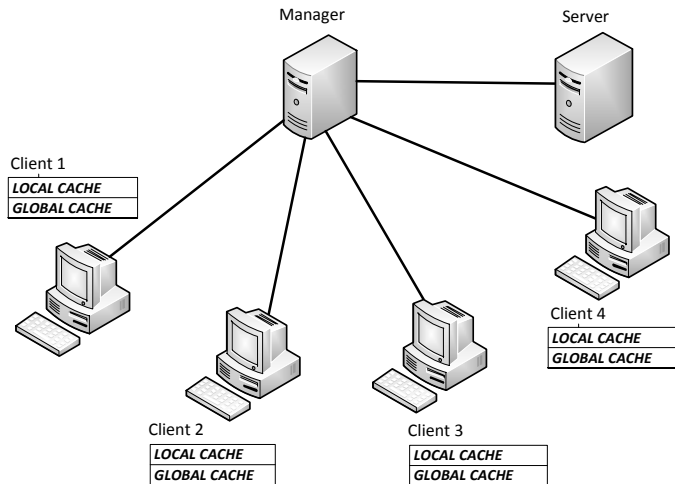 Manager
Server
Client 1
LOCAL CACHE
GLOBAL CACHE
Client 4
LOCAL CACHE
GLOBAL CACHE
Client 2
LOCAL CACHE
GLOBAL CACHE
Client 3
LOCAL CACHE
GLOBAL CACHE